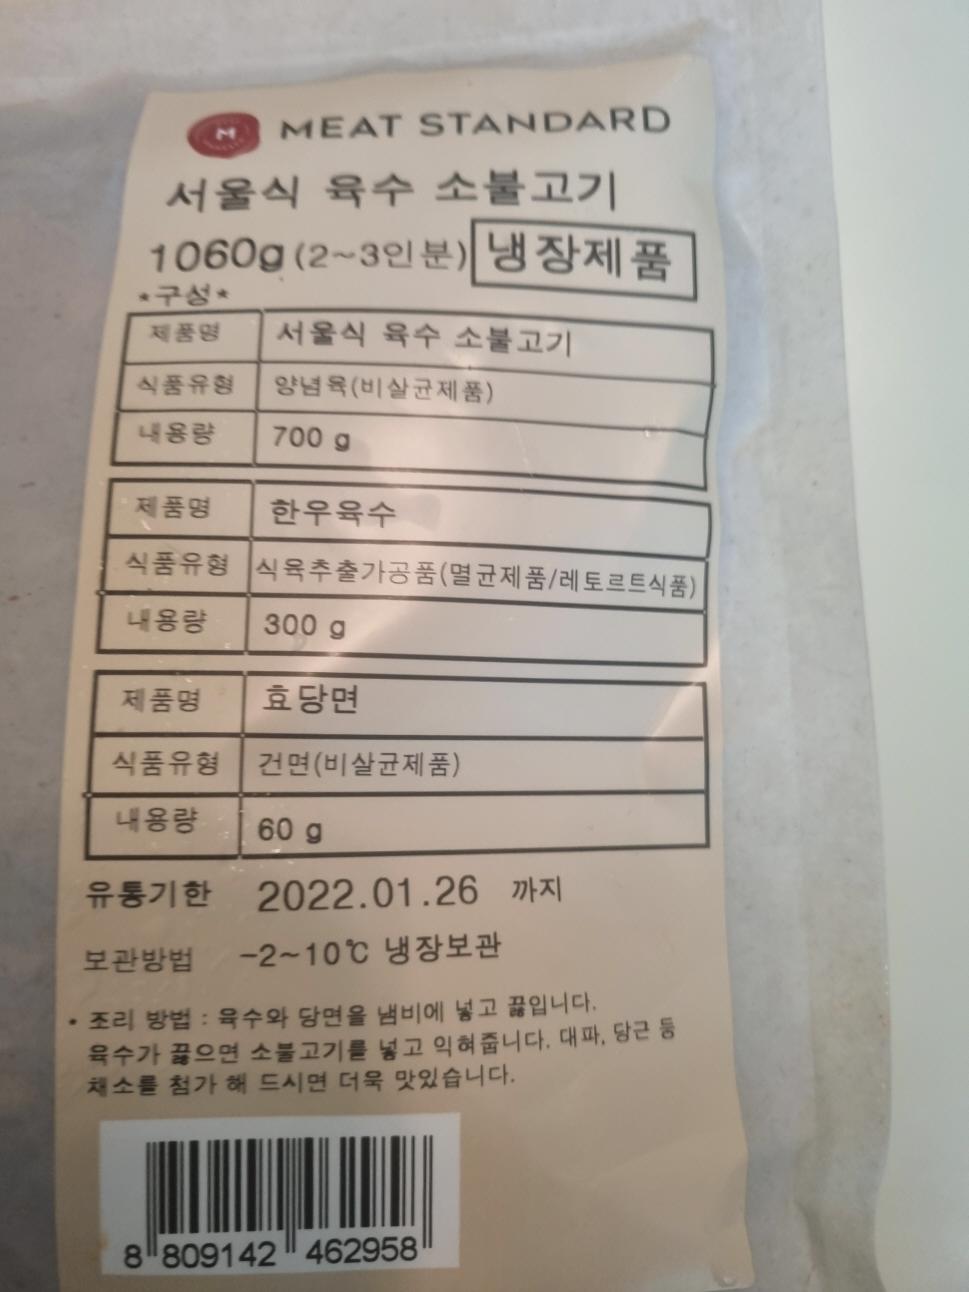 M MEAT STANDARD
서울식 육수 소불고기
1060g (2~3인분) 냉장제품
*구성*
제품명 서울식 육수 소불고기
식품유형 양념육(비살균제품)
내용량 700 g
제품명 한우육수
식품유형 식육추출가공품(멸균제품/레토르트식품)
내용량 300 g
제품명 효당면
식품유형 건면(비살균제품)
내용량 60 g
유통기한 2022.01.26 까지
보관방법 -2~10℃ 냉장보관
• 조리 방법 : 육수와 당면을 냄비에 넣고 끓입니다.
육수가 끓으면 소불고기를 넣고 익혀줍니다. 대파, 당근 등
채소를 첨가 해 드시면 더욱 맛있습니다.
8 809142 462958